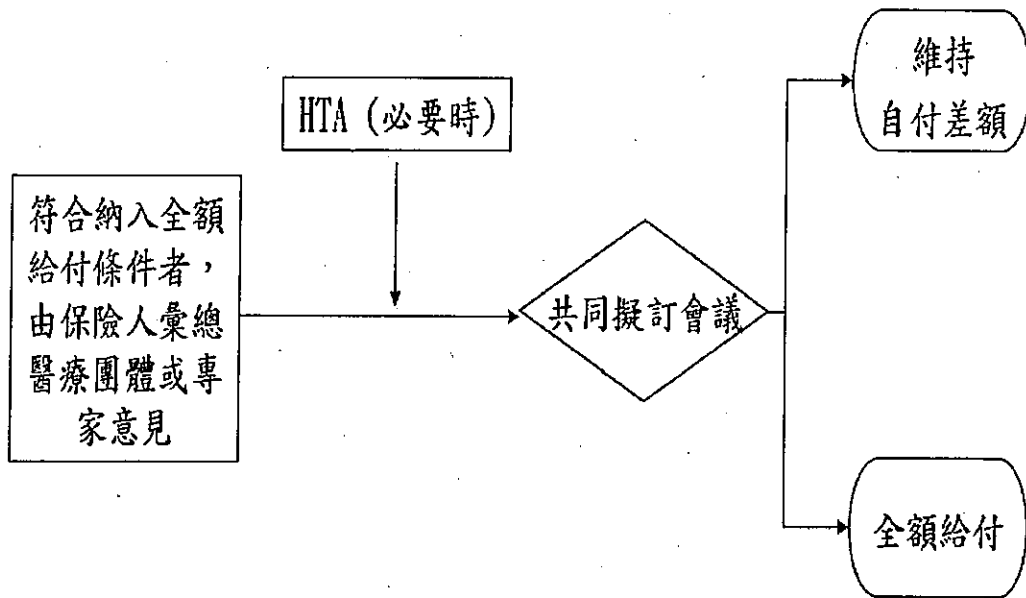 HTA (必要時)
符合納入全額
給付條件者，
由保險人彙總
醫療團體或專
家意見
共同擬訂會議
維持
自付差額
全額給付